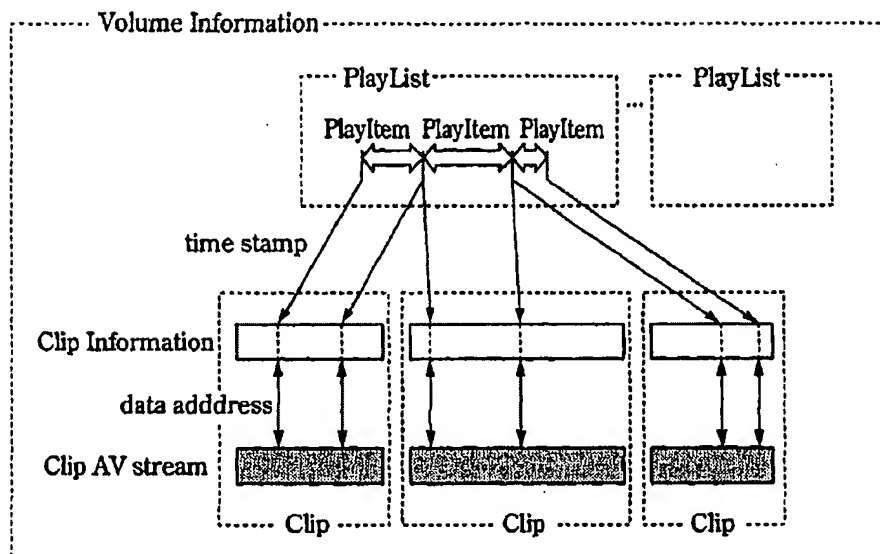 Volume Information
PlayList
PlayList
...
PlayItem PlayItem PlayItem
time stamp
Clip Information
data adddress
Clip AV stream
Clip
Clip
Clip